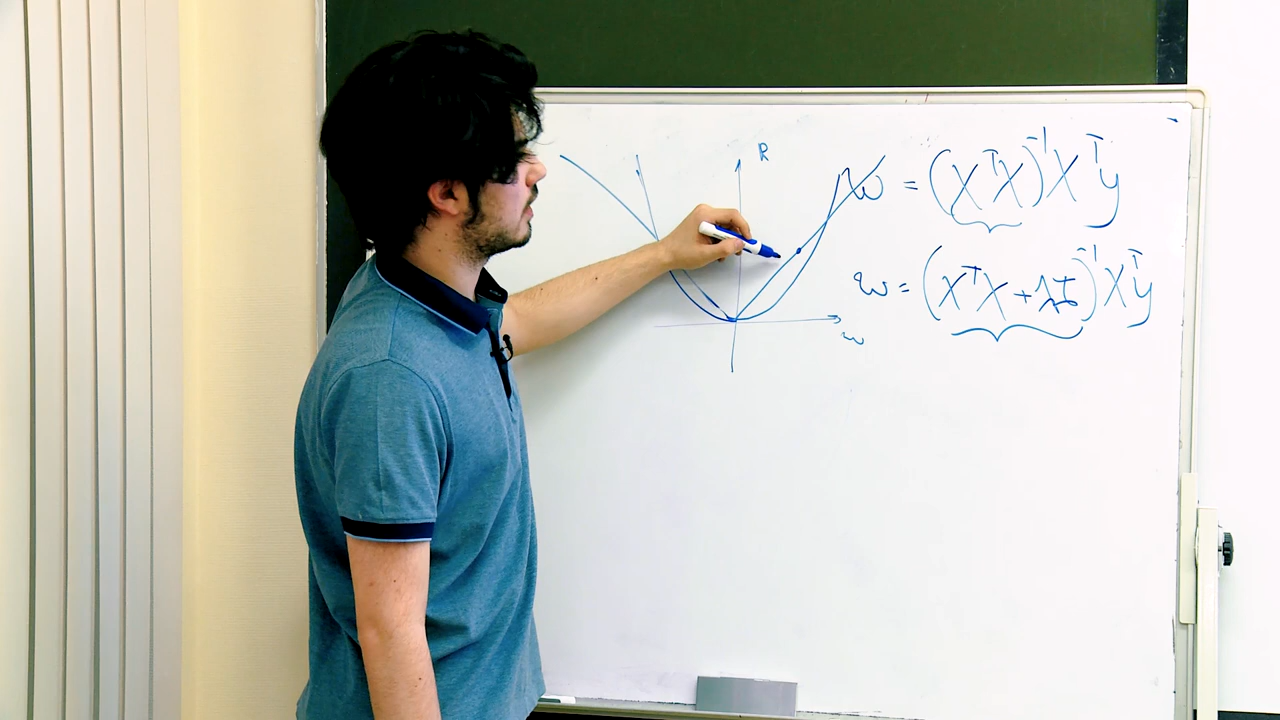 R
w = (XᵀX)⁻¹Xᵀy
w = (XᵀX + λI)⁻¹Xᵀy
w